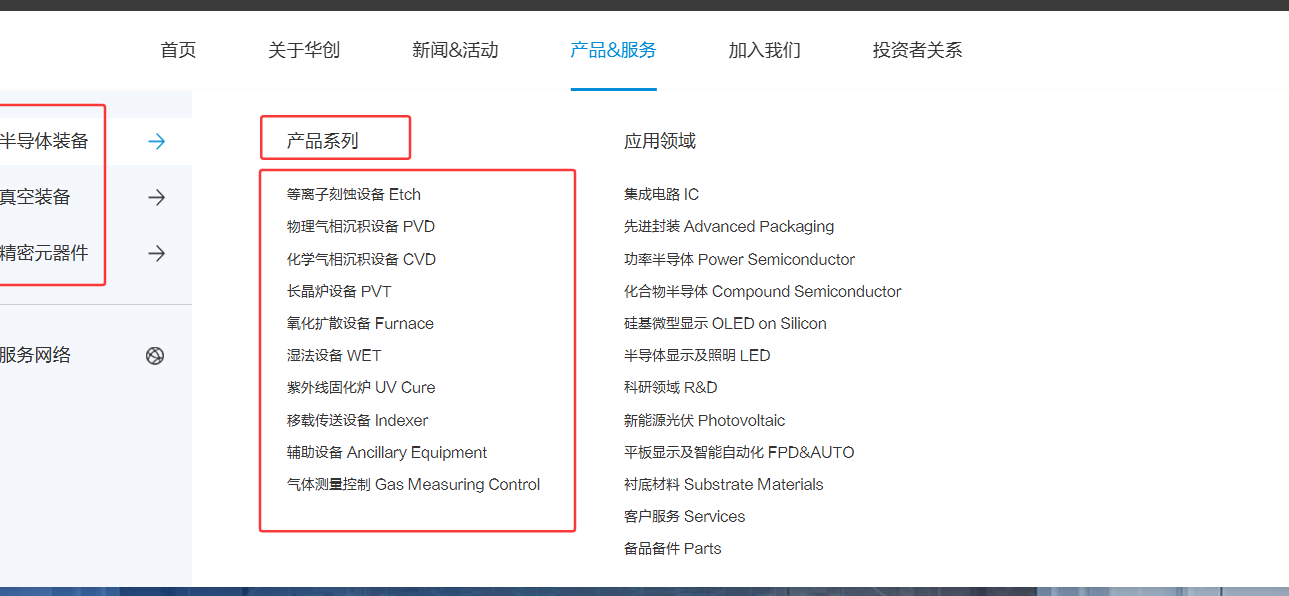 首页 关于华创 新闻&活动 产品&服务 加入我们 投资者关系
半导体装备
真空装备
精密元器件
服务网络
产品系列
等离子刻蚀设备 Etch
物理气相沉积设备 PVD
化学气相沉积设备 CVD
长晶炉设备 PVT
氧化扩散设备 Furnace
湿法设备 WET
紫外线固化炉 UV Cure
移载传送设备 Indexer
辅助设备 Ancillary Equipment
气体测量控制 Gas Measuring Control
应用领域
集成电路 IC
先进封装 Advanced Packaging
功率半导体 Power Semiconductor
化合物半导体 Compound Semiconductor
硅基微型显示 OLED on Silicon
半导体显示及照明 LED
科研领域 R&D
新能源光伏 Photovoltaic
平板显示及智能自动化 FPD&AUTO
衬底材料 Substrate Materials
客户服务 Services
备品备件 Parts